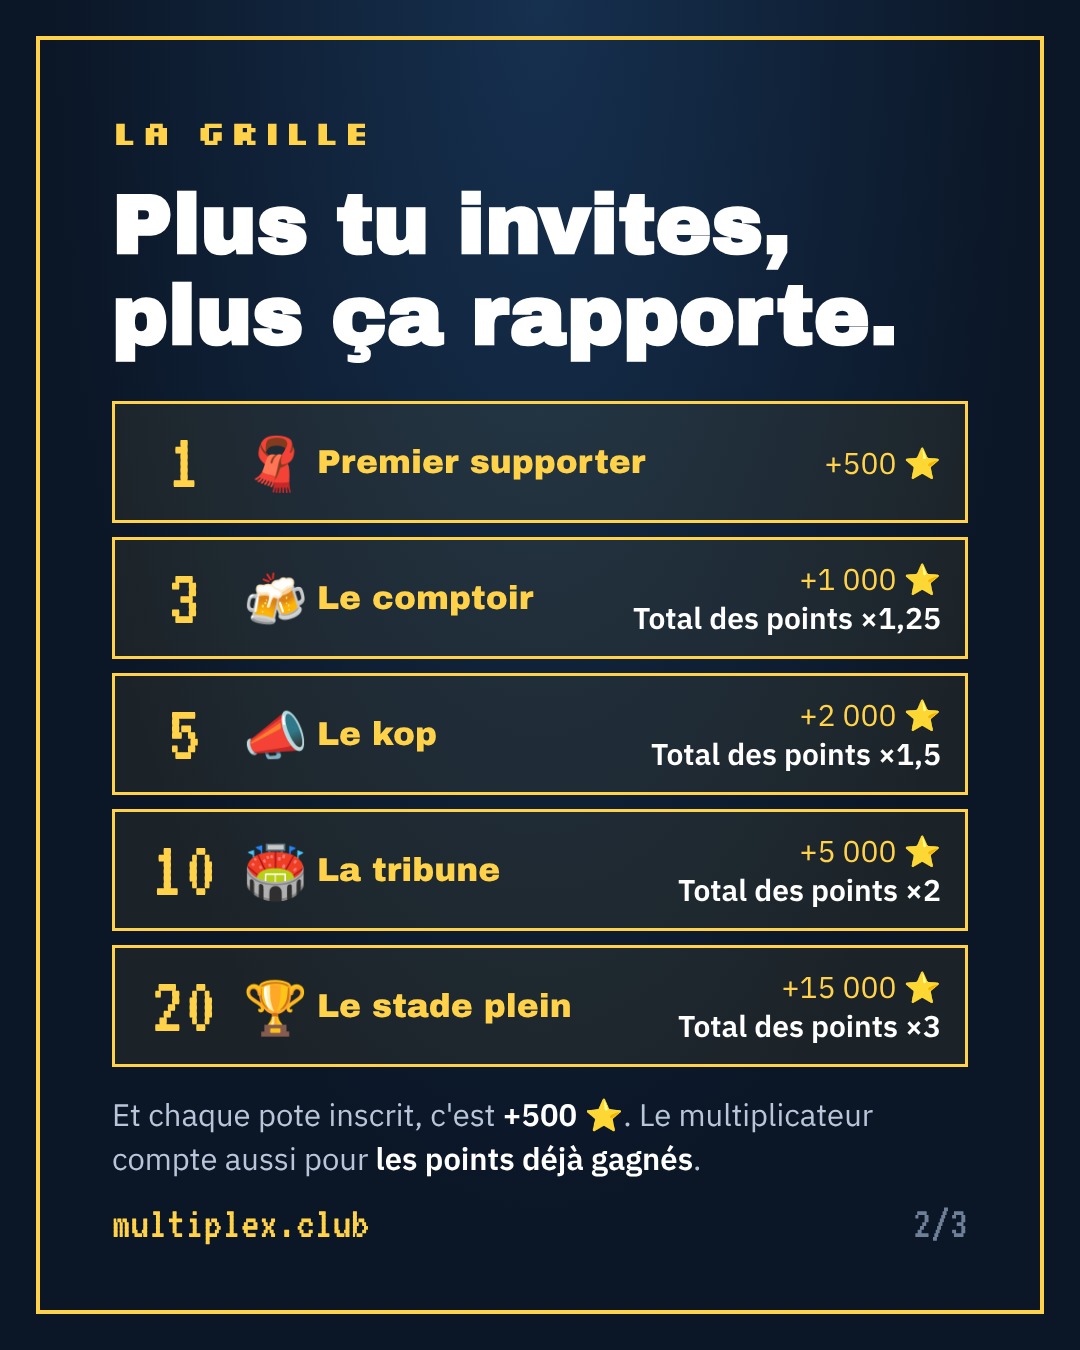 LA GRILLE
Plus tu invites,
plus ça rapporte.
1 Premier supporter +500 ⭐
3 Le comptoir +1 000 ⭐
Total des points ×1,25
5 Le kop +2 000 ⭐
Total des points ×1,5
10 La tribune +5 000 ⭐
Total des points ×2
20 Le stade plein +15 000 ⭐
Total des points ×3
Et chaque pote inscrit, c'est +500 ⭐. Le multiplicateur
compte aussi pour les points déjà gagnés.
multiplex.club 2/3